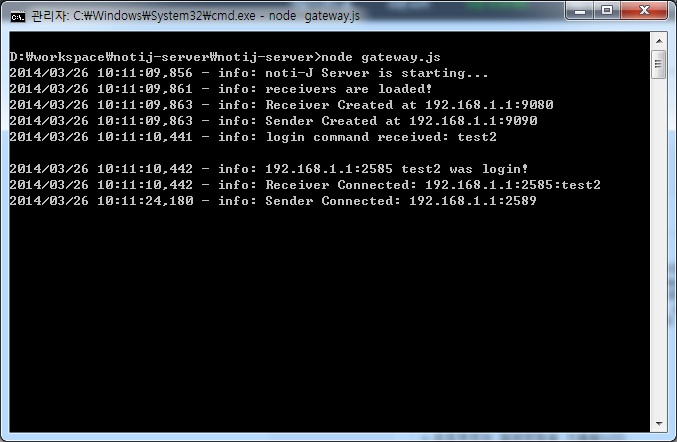 관리자: C:₩Windows₩System32₩cmd.exe - node  gateway.js
D:₩workspace₩notij-server₩notij-server>node gateway.js
2014/03/26 10:11:09,856 - info: noti-J Server is starting...
2014/03/26 10:11:09,861 - info: receivers are loaded!
2014/03/26 10:11:09,863 - info: Receiver Created at 192.168.1.1:9080
2014/03/26 10:11:09,863 - info: Sender Created at 192.168.1.1:9090
2014/03/26 10:11:10,441 - info: login command received: test2
2014/03/26 10:11:10,442 - info: 192.168.1.1:2585 test2 was login!
2014/03/26 10:11:10,442 - info: Receiver Connected: 192.168.1.1:2585:test2
2014/03/26 10:11:24,180 - info: Sender Connected: 192.168.1.1:2589